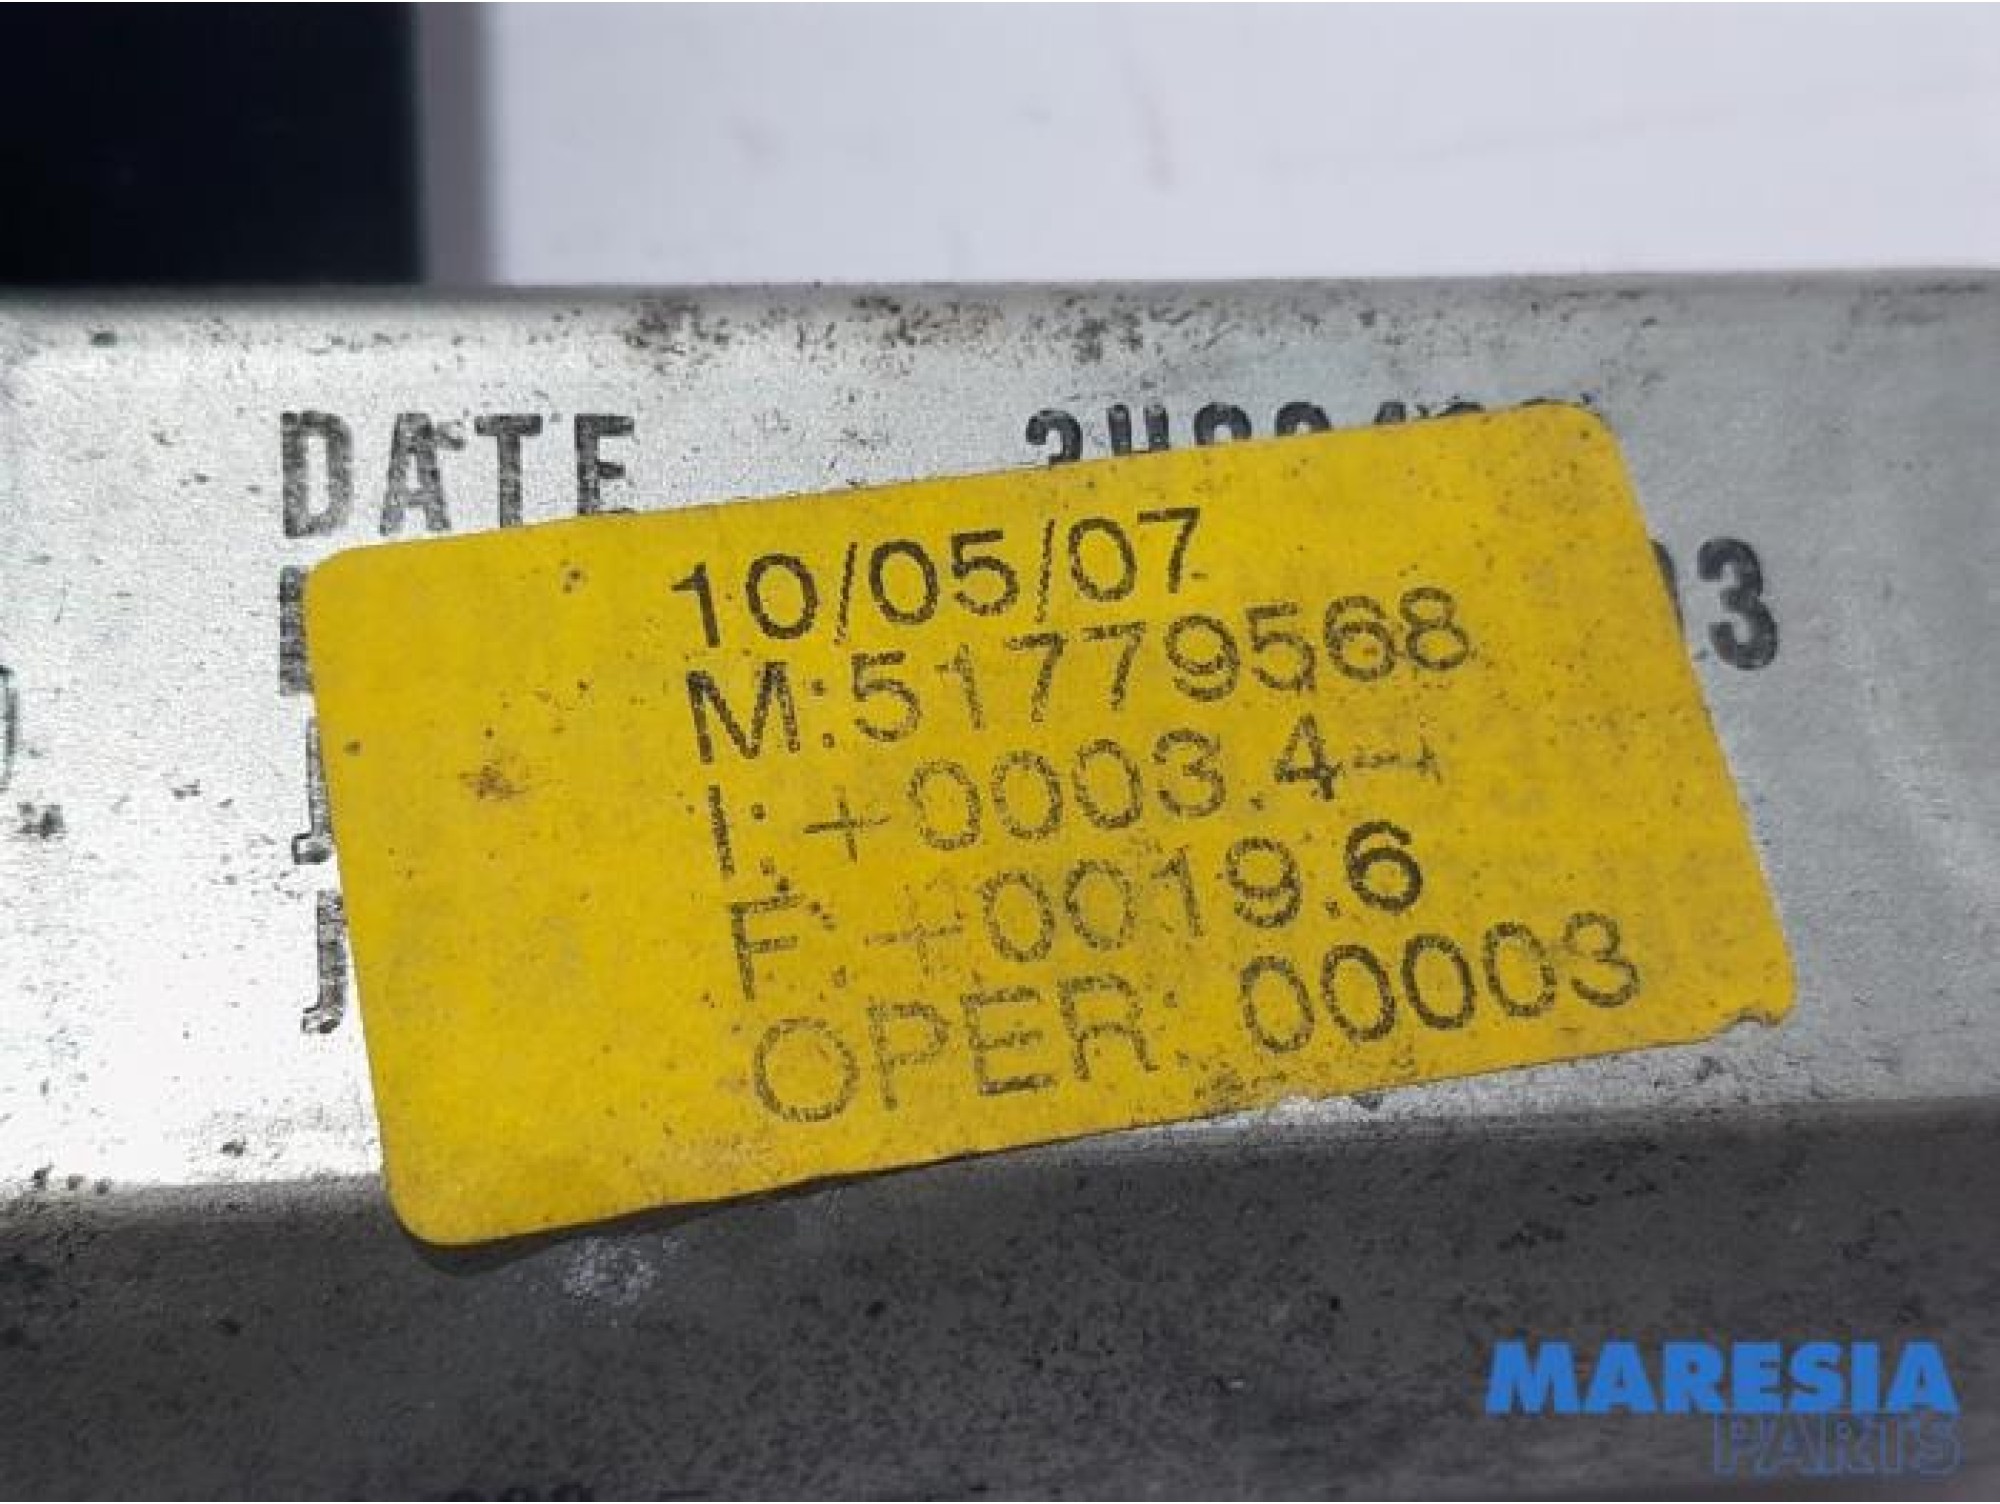 DATE
10/05/07
M:51779568
I: +0003.4
F: +0019.6
OPER: 00003
MARESIA
PARTS